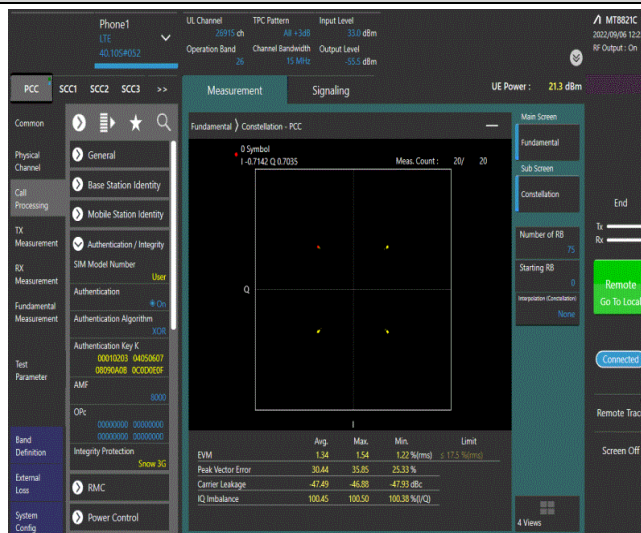 Phone1
LTE
40.105#052
UL Channel TPC Pattern Input Level
28915 ch All +3dB 33.0 dBm
Operation Band Channel Bandwidth Output Level
26 15 MHz -55.5 dBm
MT8821C
2022/09/06 12:2
RF Output : On
PCC SCC1 SCC2 SCC3 >>
Measurement Signaling
UE Power : 21.3 dBm
Common
Physical
Channel
Call
Processing
TX
Measurement
RX
Measurement
Fundamental
Measurement
Test
Parameter
Band
Definition
External
Loss
System
Config
General
Base Station Identity
Mobile Station Identity
Authentication / Integrity
SIM Model Number
User
Authentication
On
Authentication Algorithm
XOR
Authentication Key K
00010203 04050607
08090A0B 0C0D0E0F
AMF
8000
OPc
00000000 00000000
00000000 00000000
Integrity Protection
Snow 3G
RMC
Power Control
Fundamental Constellation - PCC
0 Symbol
I -0.7142 Q 0.7035 Meas. Count : 20/ 20
Q
I
Avg. Max. Min. Limit
EVM 1.34 1.54 1.22 %(rms) ≤ 17.5 %(rms)
Peak Vector Error 30.44 35.85 25.33 %
Carrier Leakage -47.49 -46.88 -47.93 dBc
IQ Imbalance 100.45 100.50 100.38 %(I/Q)
Main Screen
Fundamental
Sub Screen
Constellation
Number of RB
75
Starting RB
0
Interpolation (Constellation)
None
4 Views
End
Tx
Rx
Remote
Go To Local
Connected
Remote Trac
Screen Off